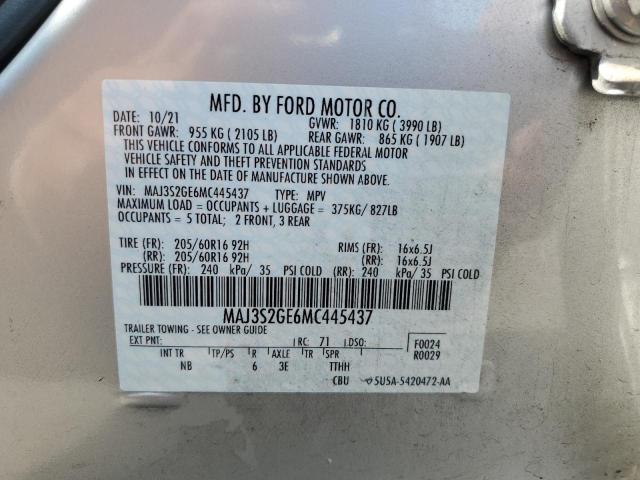 MFD. BY FORD MOTOR CO.
DATE: 10/21 GVWR: 1810 KG ( 3990 LB)
FRONT GAWR: 955 KG ( 2105 LB) REAR GAWR: 865 KG ( 1907 LB)
THIS VEHICLE CONFORMS TO ALL APPLICABLE FEDERAL MOTOR
VEHICLE SAFETY AND THEFT PREVENTION STANDARDS
IN EFFECT ON THE DATE OF MANUFACTURE SHOWN ABOVE.
VIN: MAJ3S2GE6MC445437 TYPE: MPV
MAXIMUM LOAD = OCCUPANTS + LUGGAGE = 375KG/ 827LB
OCCUPANTS = 5 TOTAL; 2 FRONT, 3 REAR
TIRE (FR): 205/60R16 92H RIMS (FR): 16x6.5J
(RR): 205/60R16 92H (RR): 16x6.5J
PRESSURE (FR): 240 kPa/ 35 PSI COLD (RR): 240 kPa/ 35 PSI COLD
MAJ3S2GE6MC445437
TRAILER TOWING - SEE OWNER GUIDE
EXT PNT: RC: 71 DSO: F0024
R0029
INT TR TP/PS R AXLE TR SPR
NB 6 3E TTHH
CBU 5U5A-5420472-AA